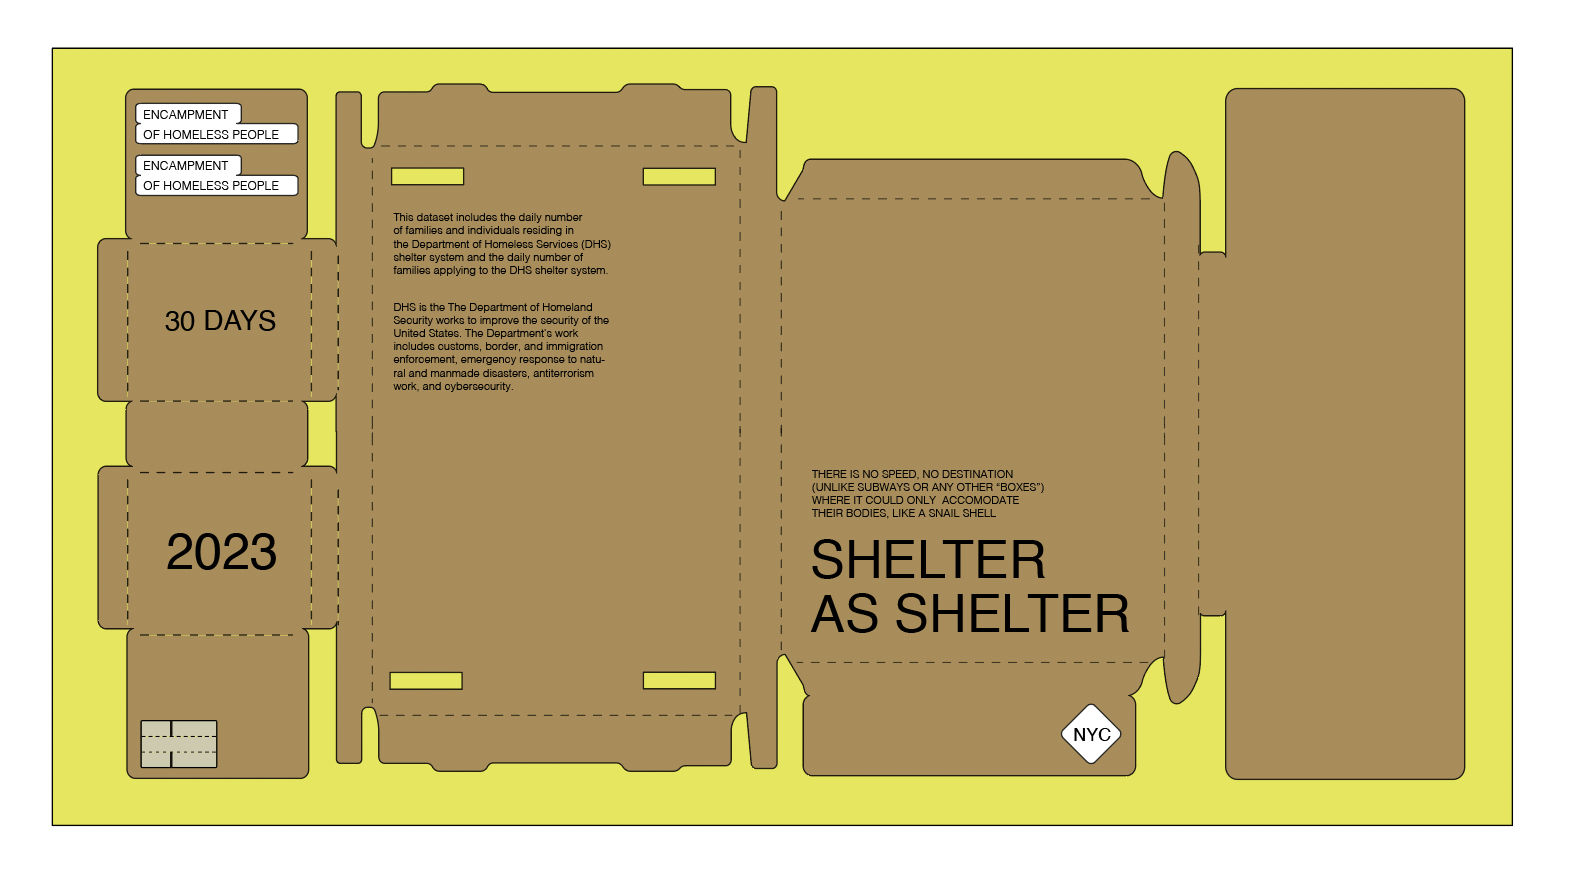 ENCAMPMENT
OF HOMELESS PEOPLE
ENCAMPMENT
OF HOMELESS PEOPLE
30 DAYS
2023
This dataset includes the daily number
of families and individuals residing in
the Department of Homeless Services (DHS)
shelter system and the daily number of
families applying to the DHS shelter system.
DHS is the The Department of Homeland
Security works to improve the security of the
United States. The Department's work
includes customs, border, and immigration
enforcement, emergency response to natu-
ral and manmade disasters, antiterrorism
work, and cybersecurity.
THERE IS NO SPEED, NO DESTINATION
(UNLIKE SUBWAYS OR ANY OTHER “BOXES”)
WHERE IT COULD ONLY ACCOMODATE
THEIR BODIES, LIKE A SNAIL SHELL
SHELTER
AS SHELTER
NYC